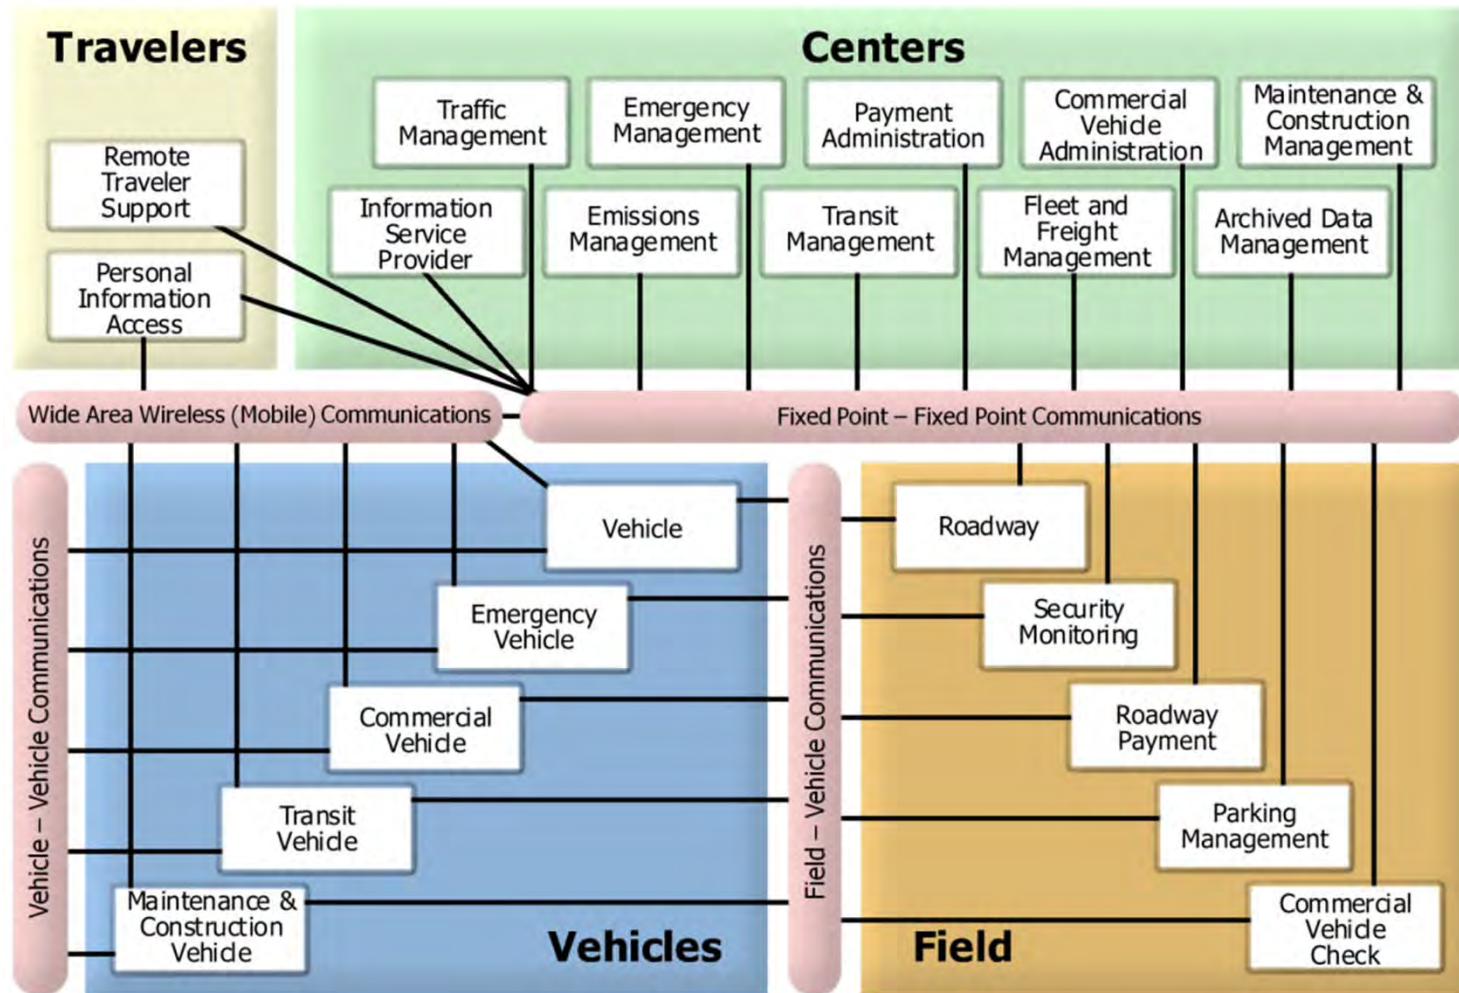 Travelers
Remote
Traveler
Support
Personal
Information
Access
Centers
Traffic
Management
Emergency
Management
Payment
Administration
Commercial
Vehicle
Administration
Maintenance &
Construction
Management
Information
Service
Provider
Emissions
Management
Transit
Management
Fleet and
Freight
Management
Archived Data
Management
Wide Area Wireless (Mobile) Communications
Fixed Point – Fixed Point Communications
Vehicle – Vehicle Communications
Vehicle
Emergency
Vehicle
Commercial
Vehicle
Transit
Vehicle
Maintenance &
Construction
Vehicle
Vehicles
Field – Vehicle Communications
Roadway
Security
Monitoring
Roadway
Payment
Parking
Management
Commercial
Vehicle
Check
Field